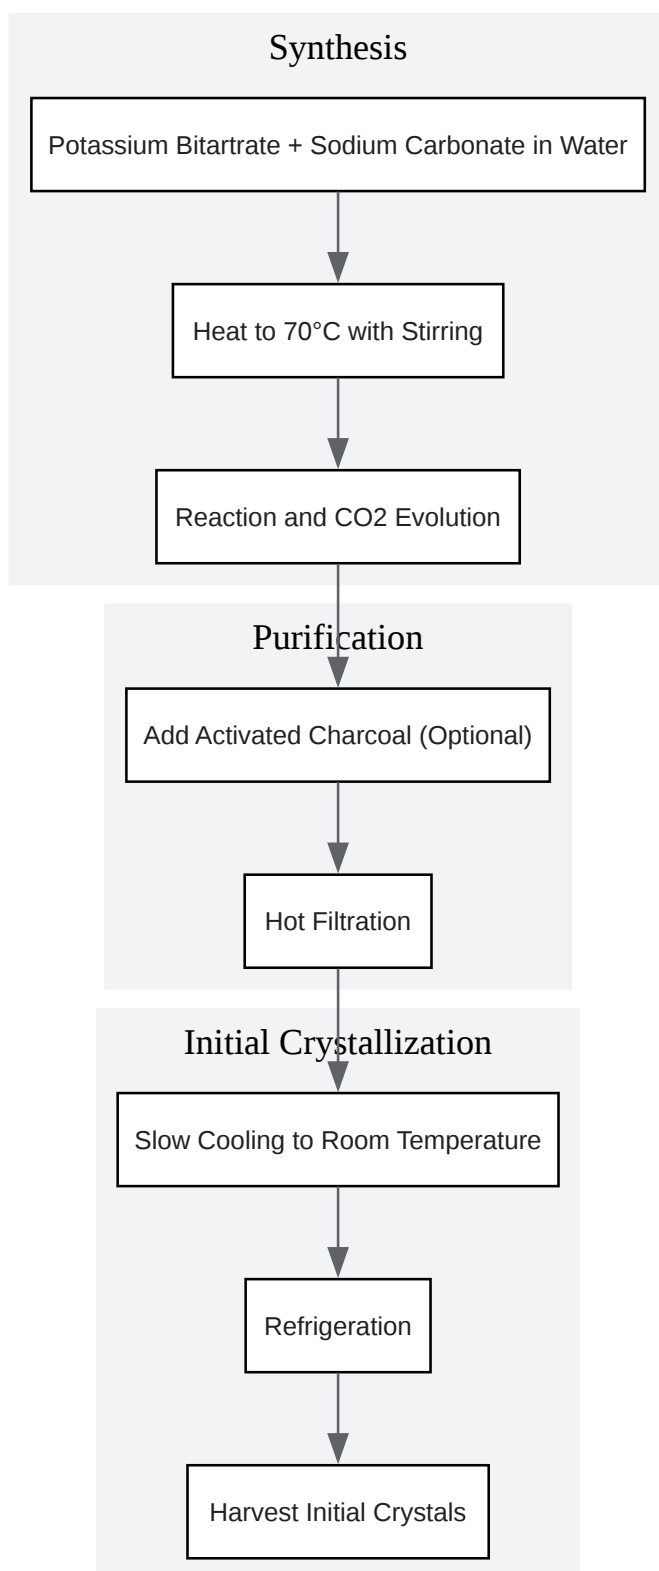 Synthesis
Potassium Bitartrate + Sodium Carbonate in Water
Heat to 70°C with Stirring
Reaction and CO2 Evolution
Purification
Add Activated Charcoal (Optional)
Hot Filtration
Initial Crystallization
Slow Cooling to Room Temperature
Refrigeration
Harvest Initial Crystals